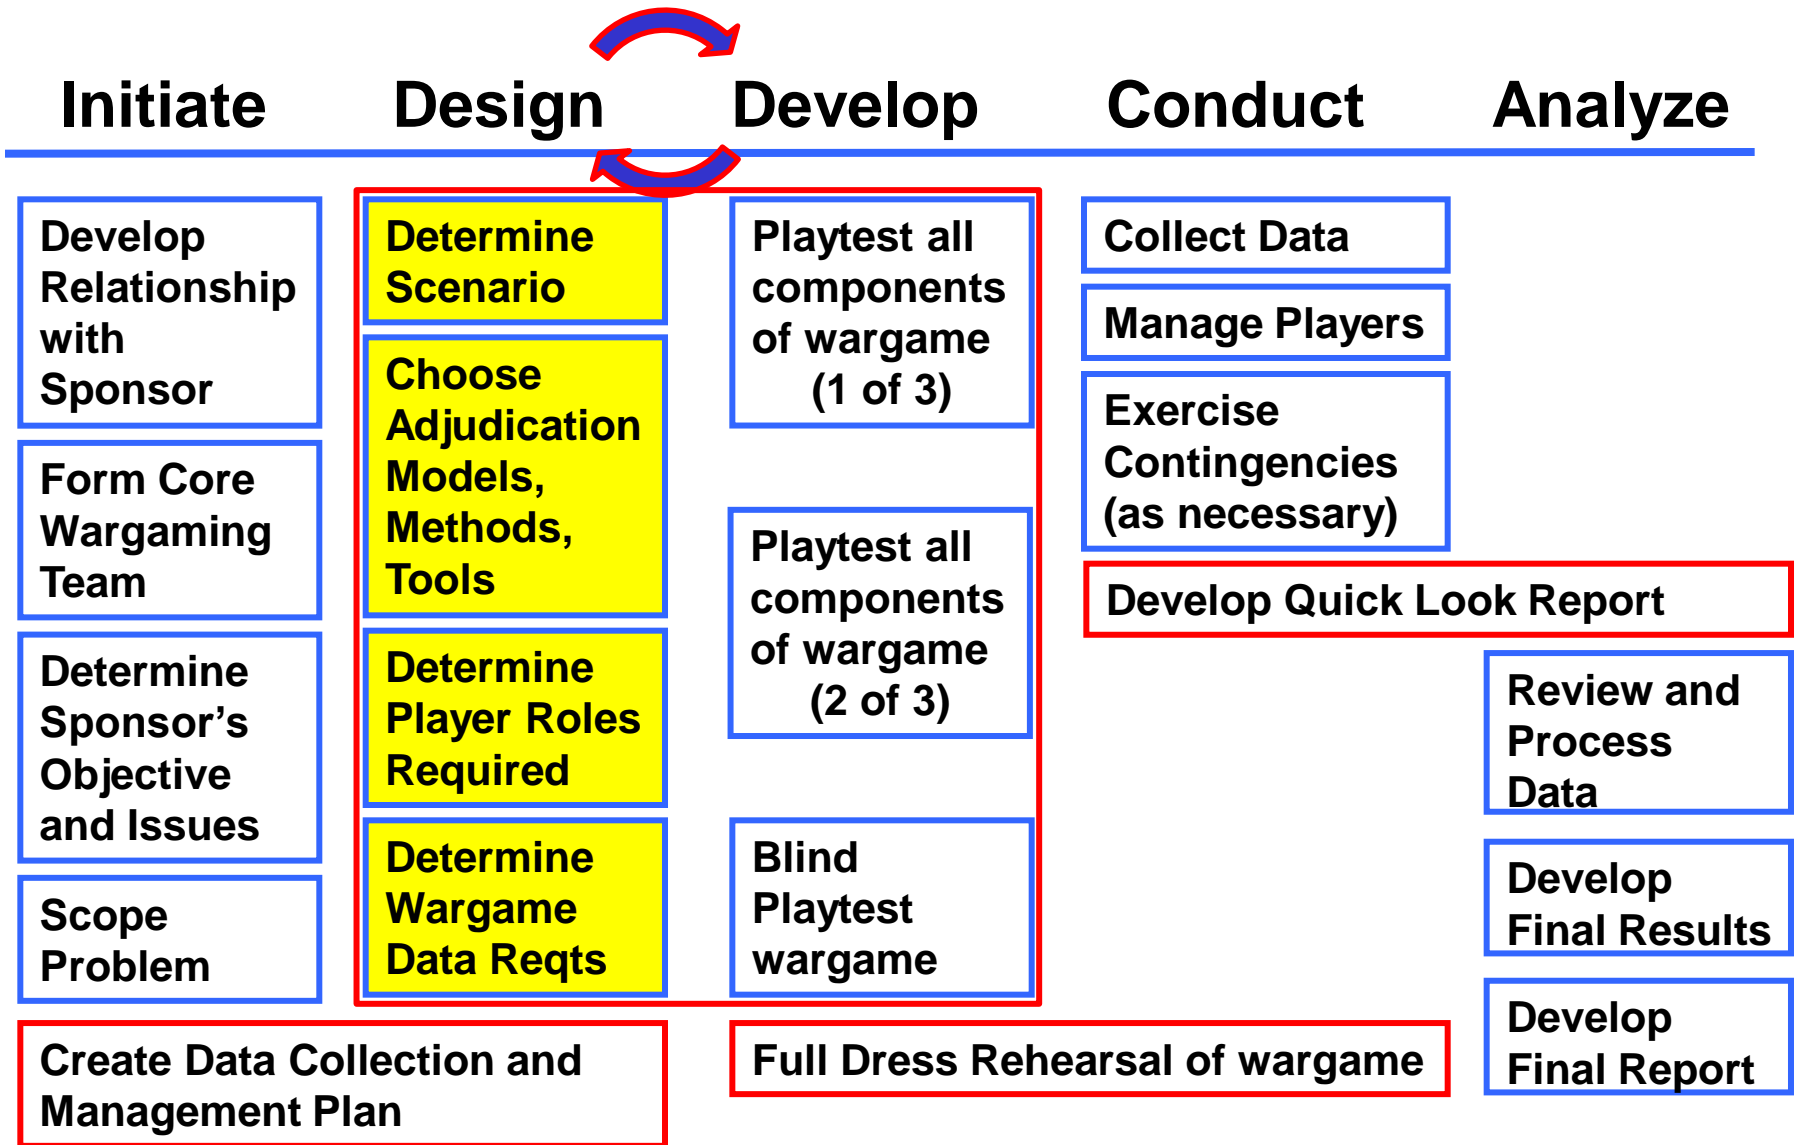 Initiate
Design
Develop
Conduct
Analyze
Develop
Relationship
with
Sponsor
Form Core
Wargaming
Team
Determine
Sponsor’s
Objective
and Issues
Scope
Problem
Create Data Collection and
Management Plan
Determine
Scenario
Choose
Adjudication
Models,
Methods,
Tools
Determine
Player Roles
Required
Determine
Wargame
Data Reqts
Playtest all
components
of wargame
(1 of 3)
Playtest all
components
of wargame
(2 of 3)
Blind
Playtest
wargame
Full Dress Rehearsal of wargame
Collect Data
Manage Players
Exercise
Contingencies
(as necessary)
Develop Quick Look Report
Review and
Process
Data
Develop
Final Results
Develop
Final Report